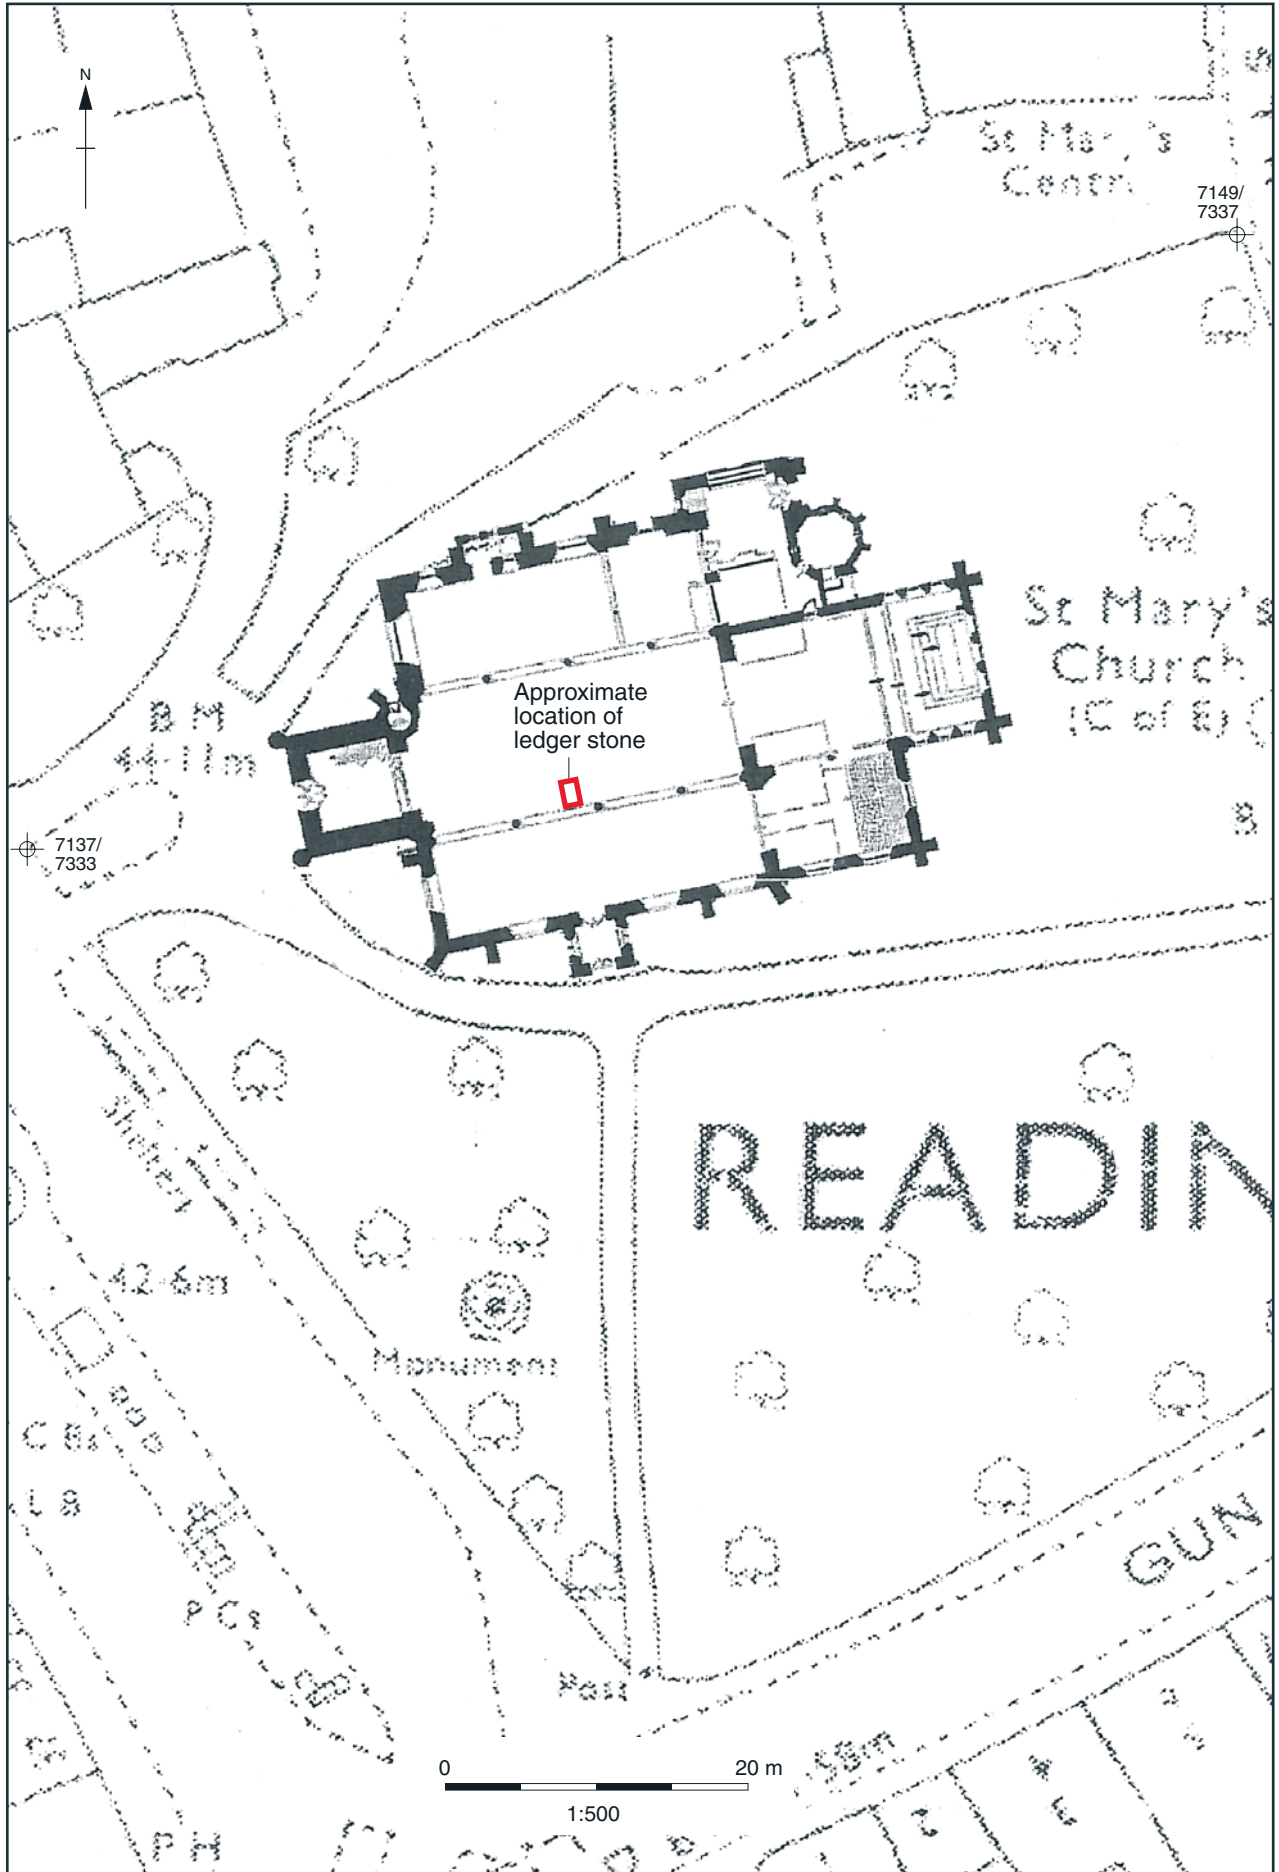 N
St Mary's
7149/
7337
St Mary's
Church
(C of E)
Approximate
location of
ledger stone
B M
44·11m
7137/
7333
Shelter
READIN
42·6m
Monument
GUN
P Cs
Post
0 20 m
1:500
P H